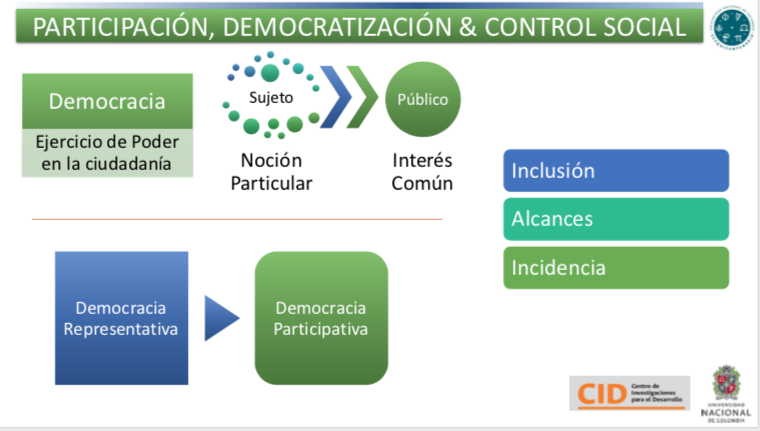 PARTICIPACIÓN, DEMOCRATIZACIÓN & CONTROL SOCIAL
Democracia
Ejercicio de Poder
en la ciudadanía
Sujeto
Público
Noción
Particular
Interés
Común
Inclusión
Alcances
Incidencia
Democracia
Representativa
Democracia
Participativa
CID
Centro de
Investigaciones
para el Desarrollo
UNIVERSIDAD
NACIONAL
DE COLOMBIA